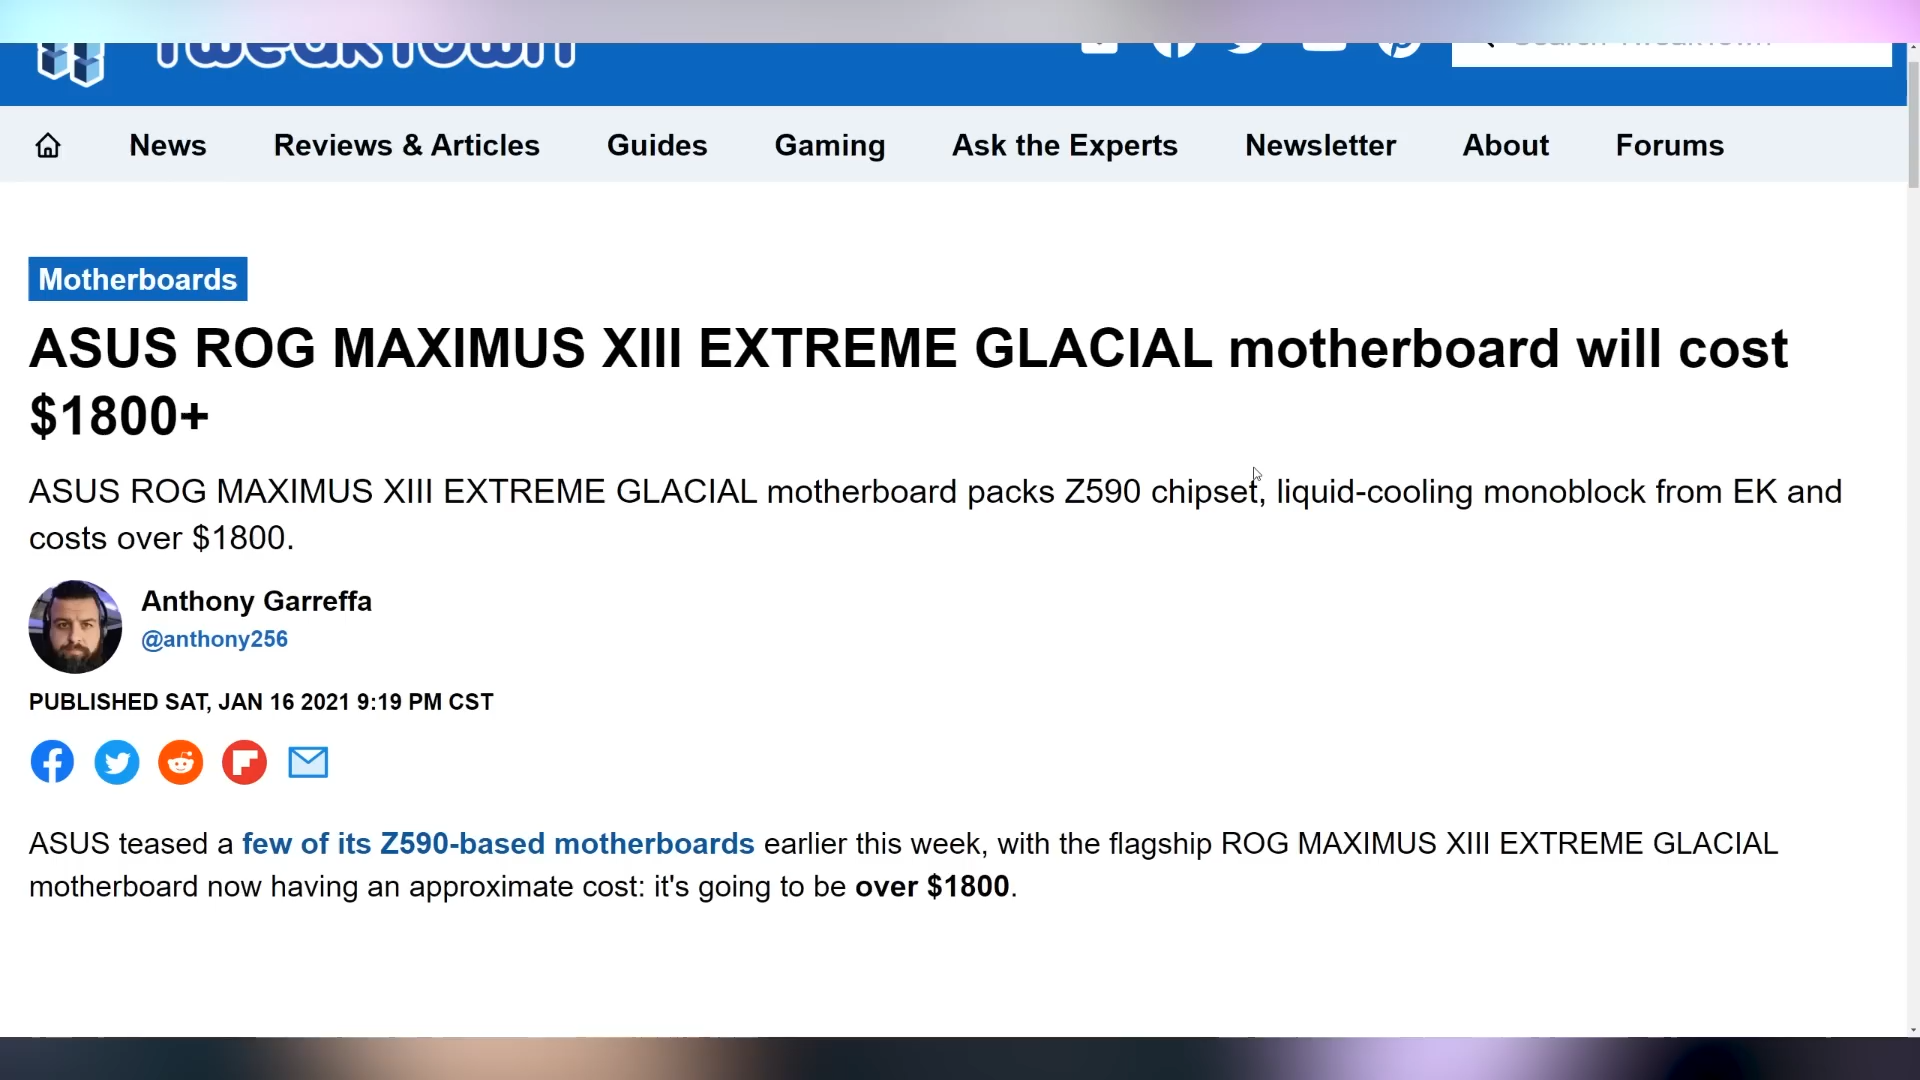 TweakTown
News Reviews & Articles Guides Gaming Ask the Experts Newsletter About Forums
Motherboards
ASUS ROG MAXIMUS XIII EXTREME GLACIAL motherboard will cost
$1800+
ASUS ROG MAXIMUS XIII EXTREME GLACIAL motherboard packs Z590 chipset, liquid-cooling monoblock from EK and
costs over $1800.
Anthony Garreffa
@anthony256
PUBLISHED SAT, JAN 16 2021 9:19 PM CST
ASUS teased a few of its Z590-based motherboards earlier this week, with the flagship ROG MAXIMUS XIII EXTREME GLACIAL
motherboard now having an approximate cost: it's going to be over $1800.